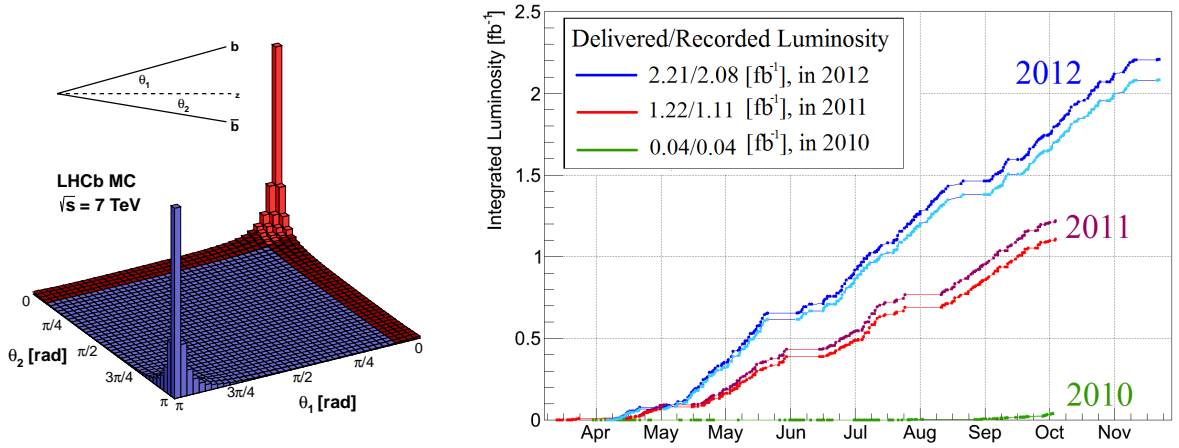 b
θ1
z
θ2
b̅
LHCb MC
√s̅ = 7 TeV
0
π/4
π/2
3π/4
π
θ2 [rad]
π
3π/4
π/2
π/4
0
θ1 [rad]
Integrated Luminosity [fb⁻¹]
2.5
2
1.5
1
0.5
0
Delivered/Recorded Luminosity
2.21/2.08 [fb⁻¹], in 2012
1.22/1.11 [fb⁻¹], in 2011
0.04/0.04 [fb⁻¹], in 2010
2012
2011
2010
Apr May May Jun Jul Aug Sep Oct Nov